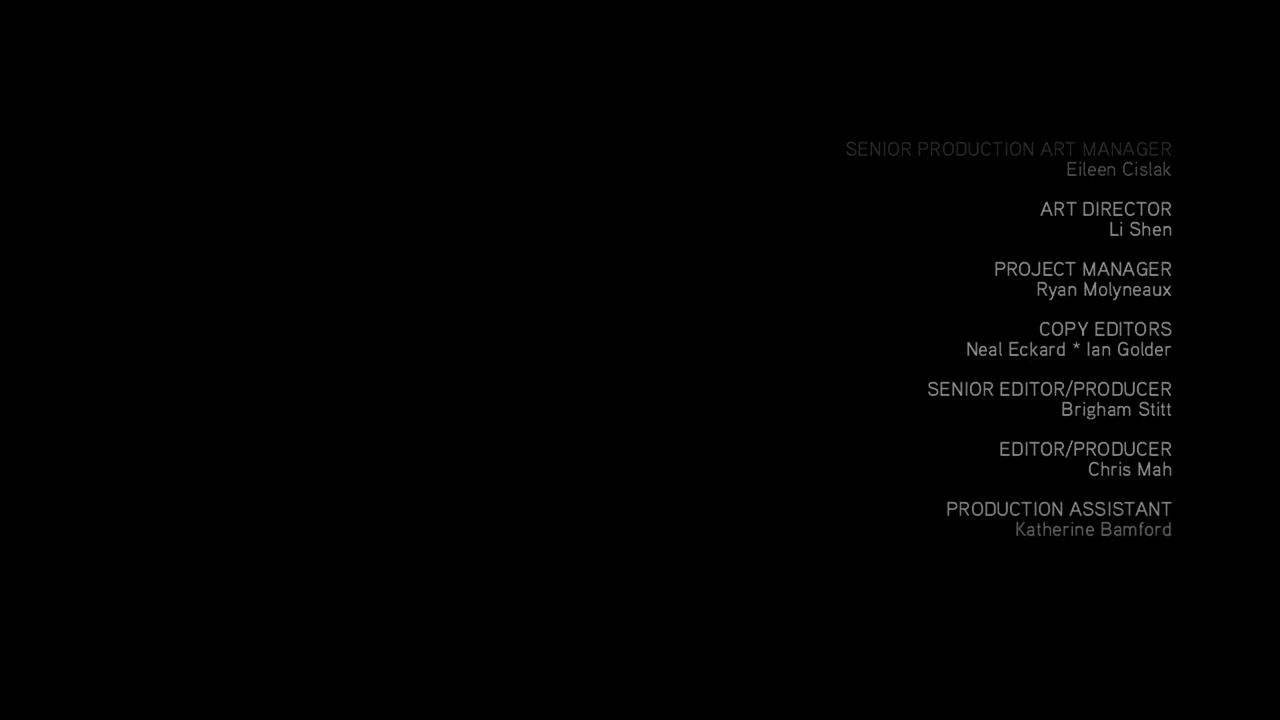 SENIOR PRODUCTION ART MANAGER
Eileen Cislak
ART DIRECTOR
Li Shen
PROJECT MANAGER
Ryan Molyneaux
COPY EDITORS
Neal Eckard * Ian Golder
SENIOR EDITOR/PRODUCER
Brigham Stitt
EDITOR/PRODUCER
Chris Mah
PRODUCTION ASSISTANT
Katherine Bamford